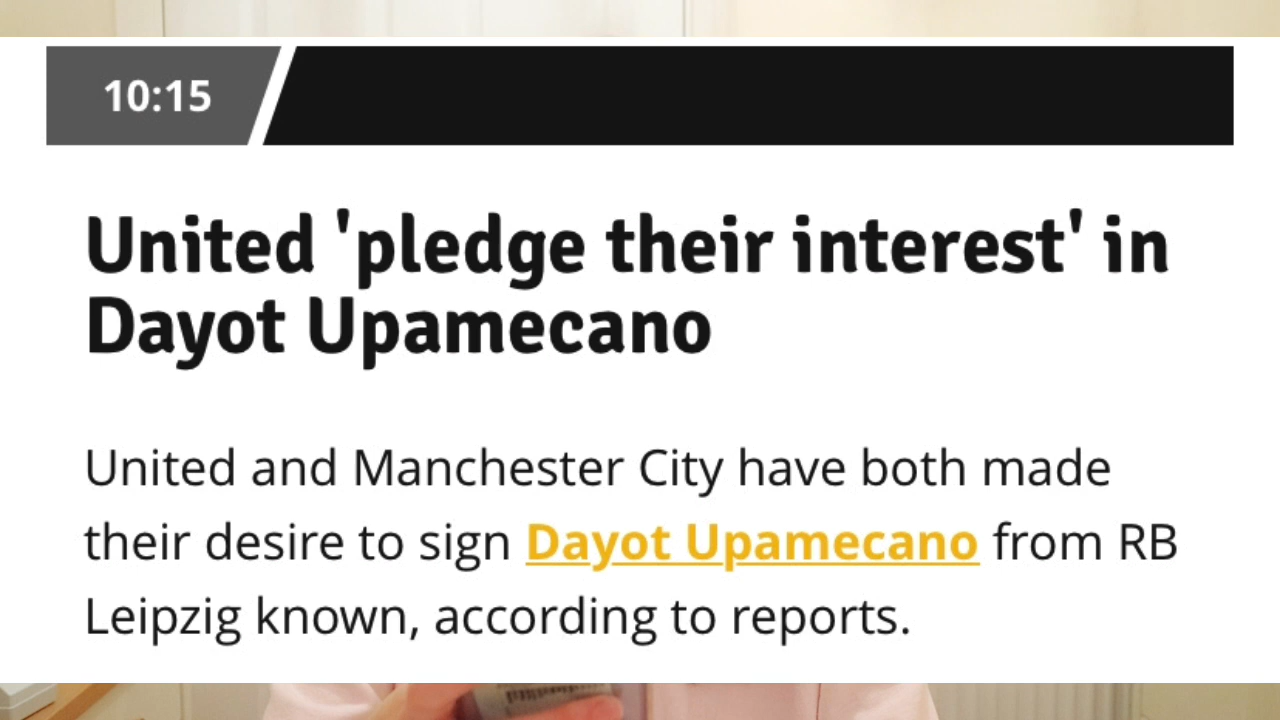 10:15
United 'pledge their interest' in
Dayot Upamecano
United and Manchester City have both made
their desire to sign Dayot Upamecano from RB
Leipzig known, according to reports.